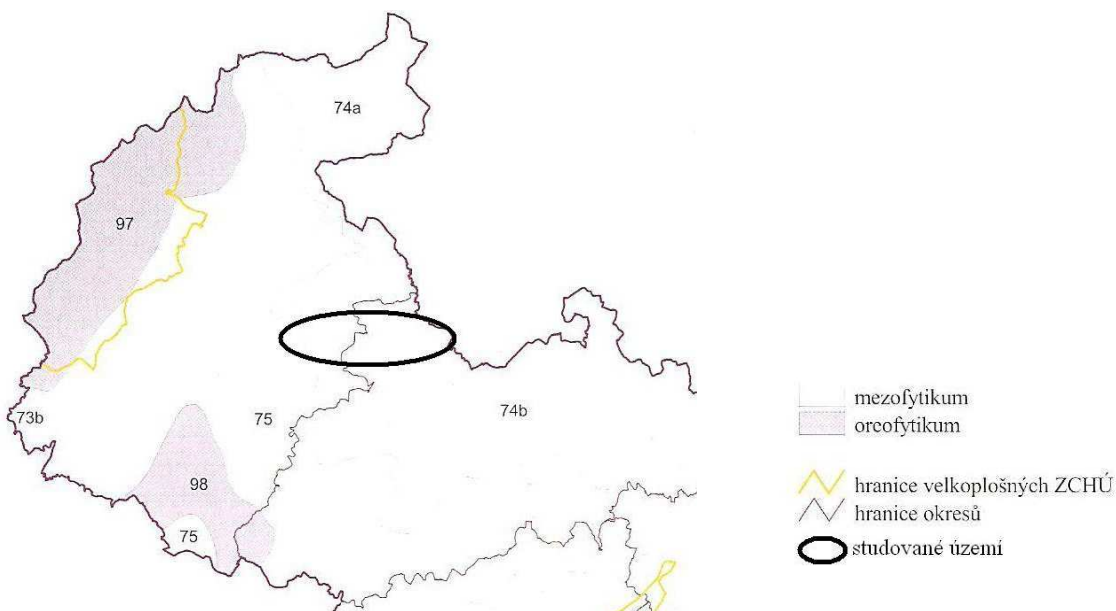 74a
97
73b
75
74b
98
75
mezofytikum
oreofytikum
hranice velkoplošných ZCHÚ
hranice okresů
studované území